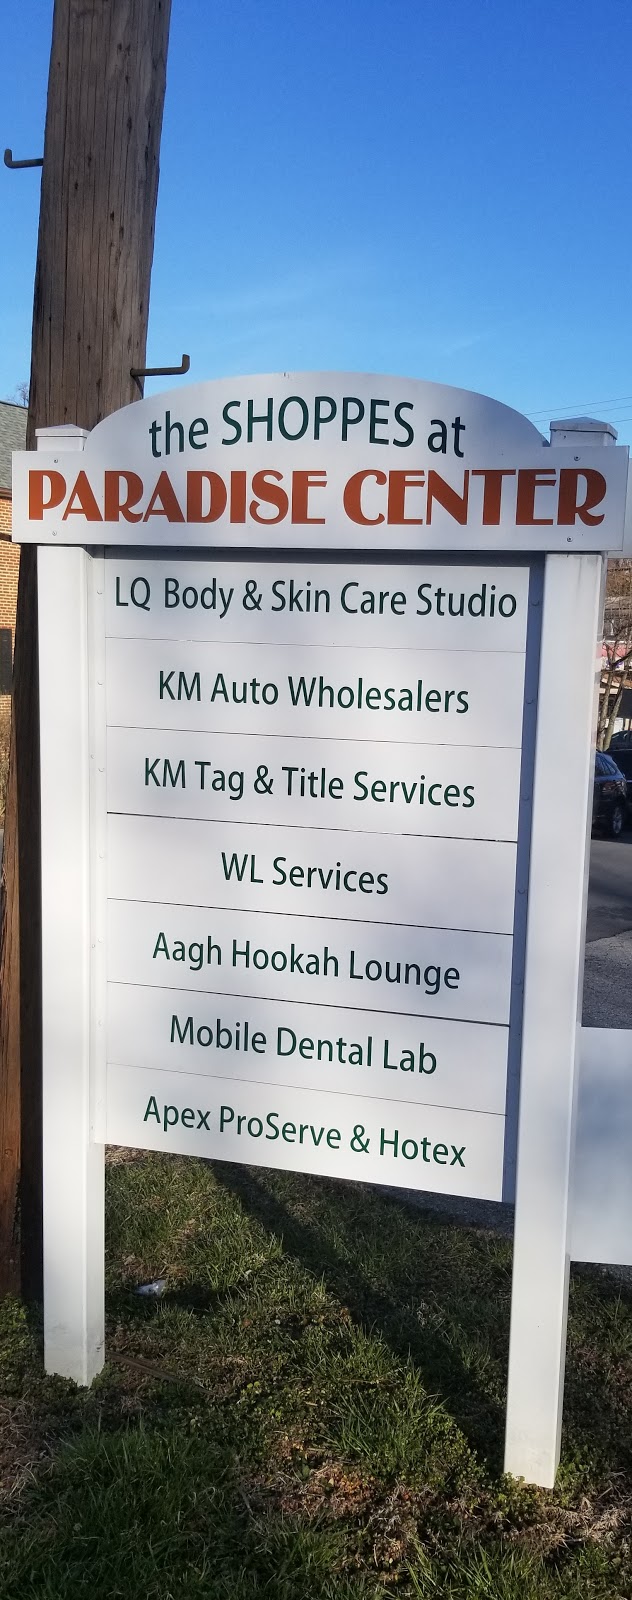 the SHOPPES at
PARADISE CENTER
LQ Body & Skin Care Studio
KM Auto Wholesalers
KM Tag & Title Services
WL Services
Aagh Hookah Lounge
Mobile Dental Lab
Apex ProServe & Hotex